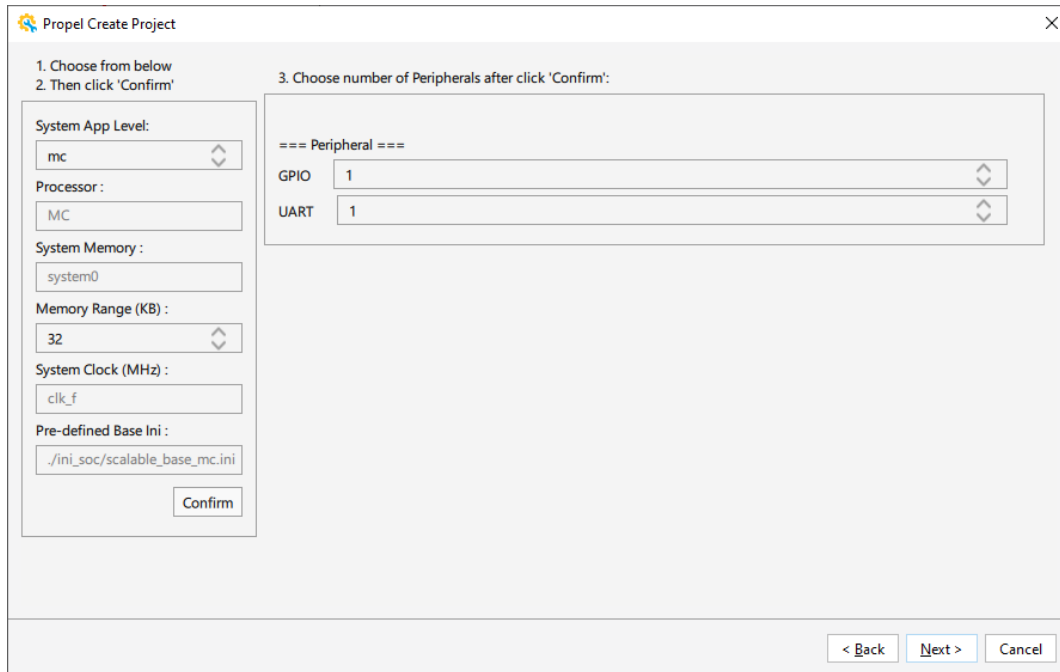 Propel Create Project
1. Choose from below
2. Then click 'Confirm'
System App Level:
mc
Processor :
MC
System Memory :
system0
Memory Range (KB) :
32
System Clock (MHz) :
clk_f
Pre-defined Base Ini :
./ini_soc/scalable_base_mc.ini
Confirm
3. Choose number of Peripherals after click 'Confirm':
=== Peripheral ===
GPIO 1
UART 1
< Back Next > Cancel